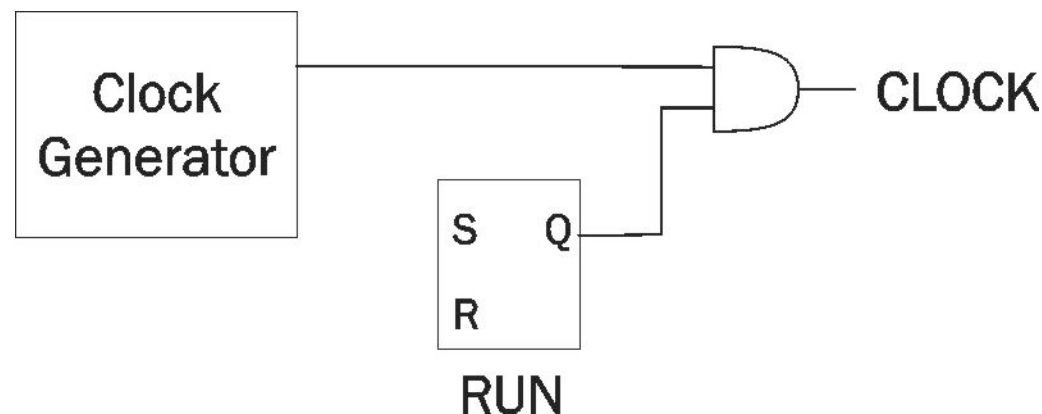 Clock
Generator
CLOCK
S Q
R
RUN